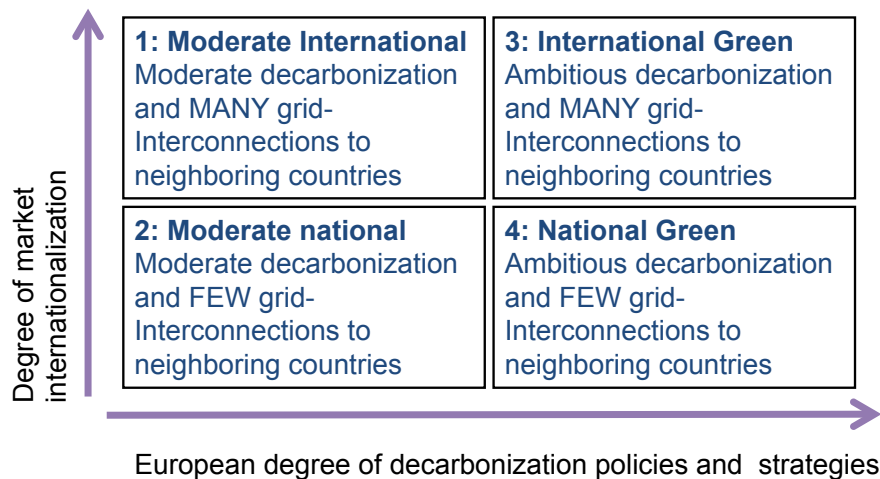 Degree of market
internationalization
1: Moderate International
Moderate decarbonization
and MANY grid-
Interconnections to
neighboring countries
3: International Green
Ambitious decarbonization
and MANY grid-
Interconnections to
neighboring countries
2: Moderate national
Moderate decarbonization
and FEW grid-
Interconnections to
neighboring countries
4: National Green
Ambitious decarbonization
and FEW grid-
Interconnections to
neighboring countries
European degree of decarbonization policies and  strategies